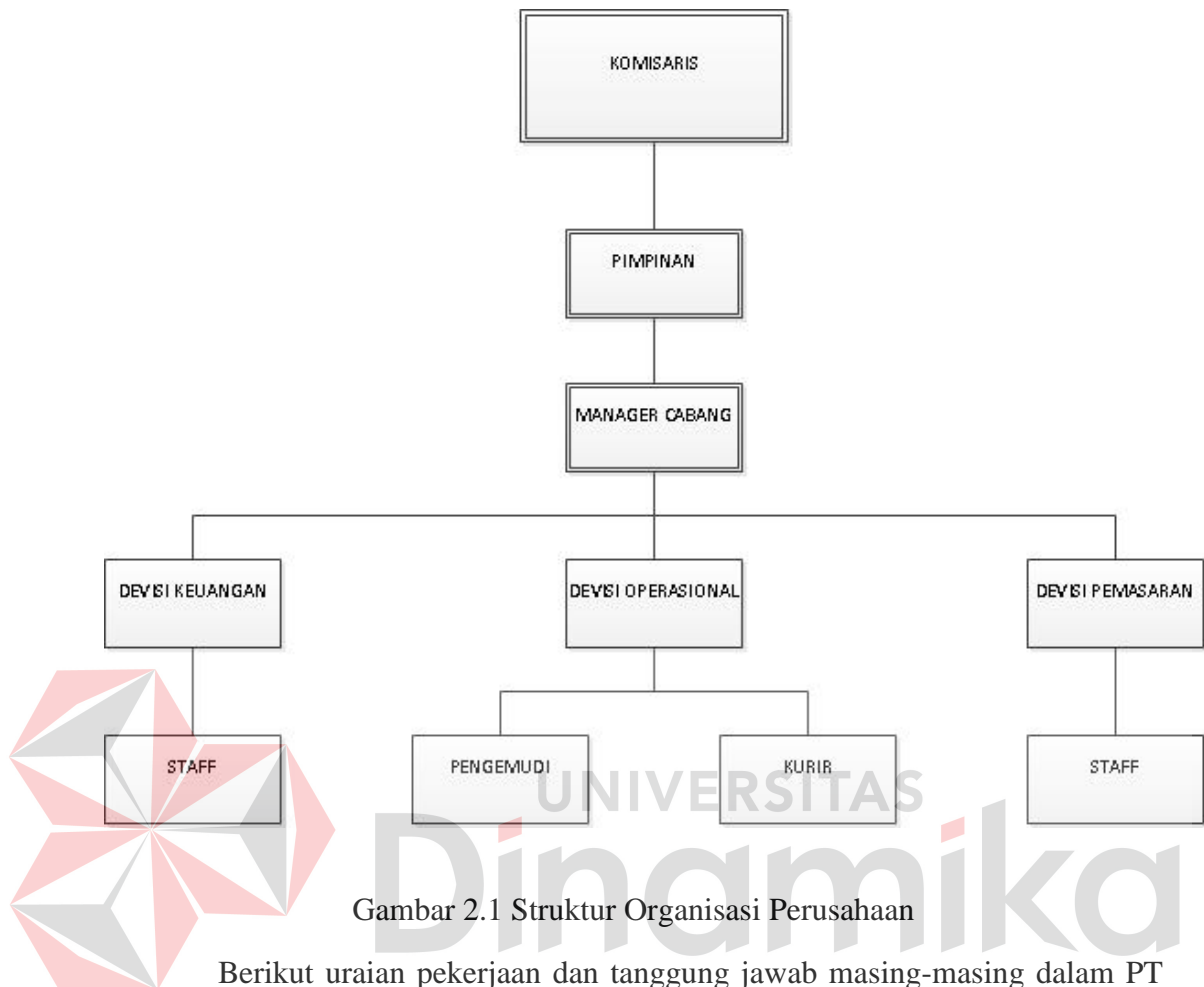 KOMISARIS
PIMPINAN
MANAGER CABANG
DEVISI KEUANGAN
DEVISI OPERASIONAL
DEVISI PEMASARAN
STAFF
PENGEMUDI
KURIR
STAFF
UNIVERSITAS
Dinamika
Gambar 2.1 Struktur Organisasi Perusahaan
Berikut uraian pekerjaan dan tanggung jawab masing-masing dalam PT